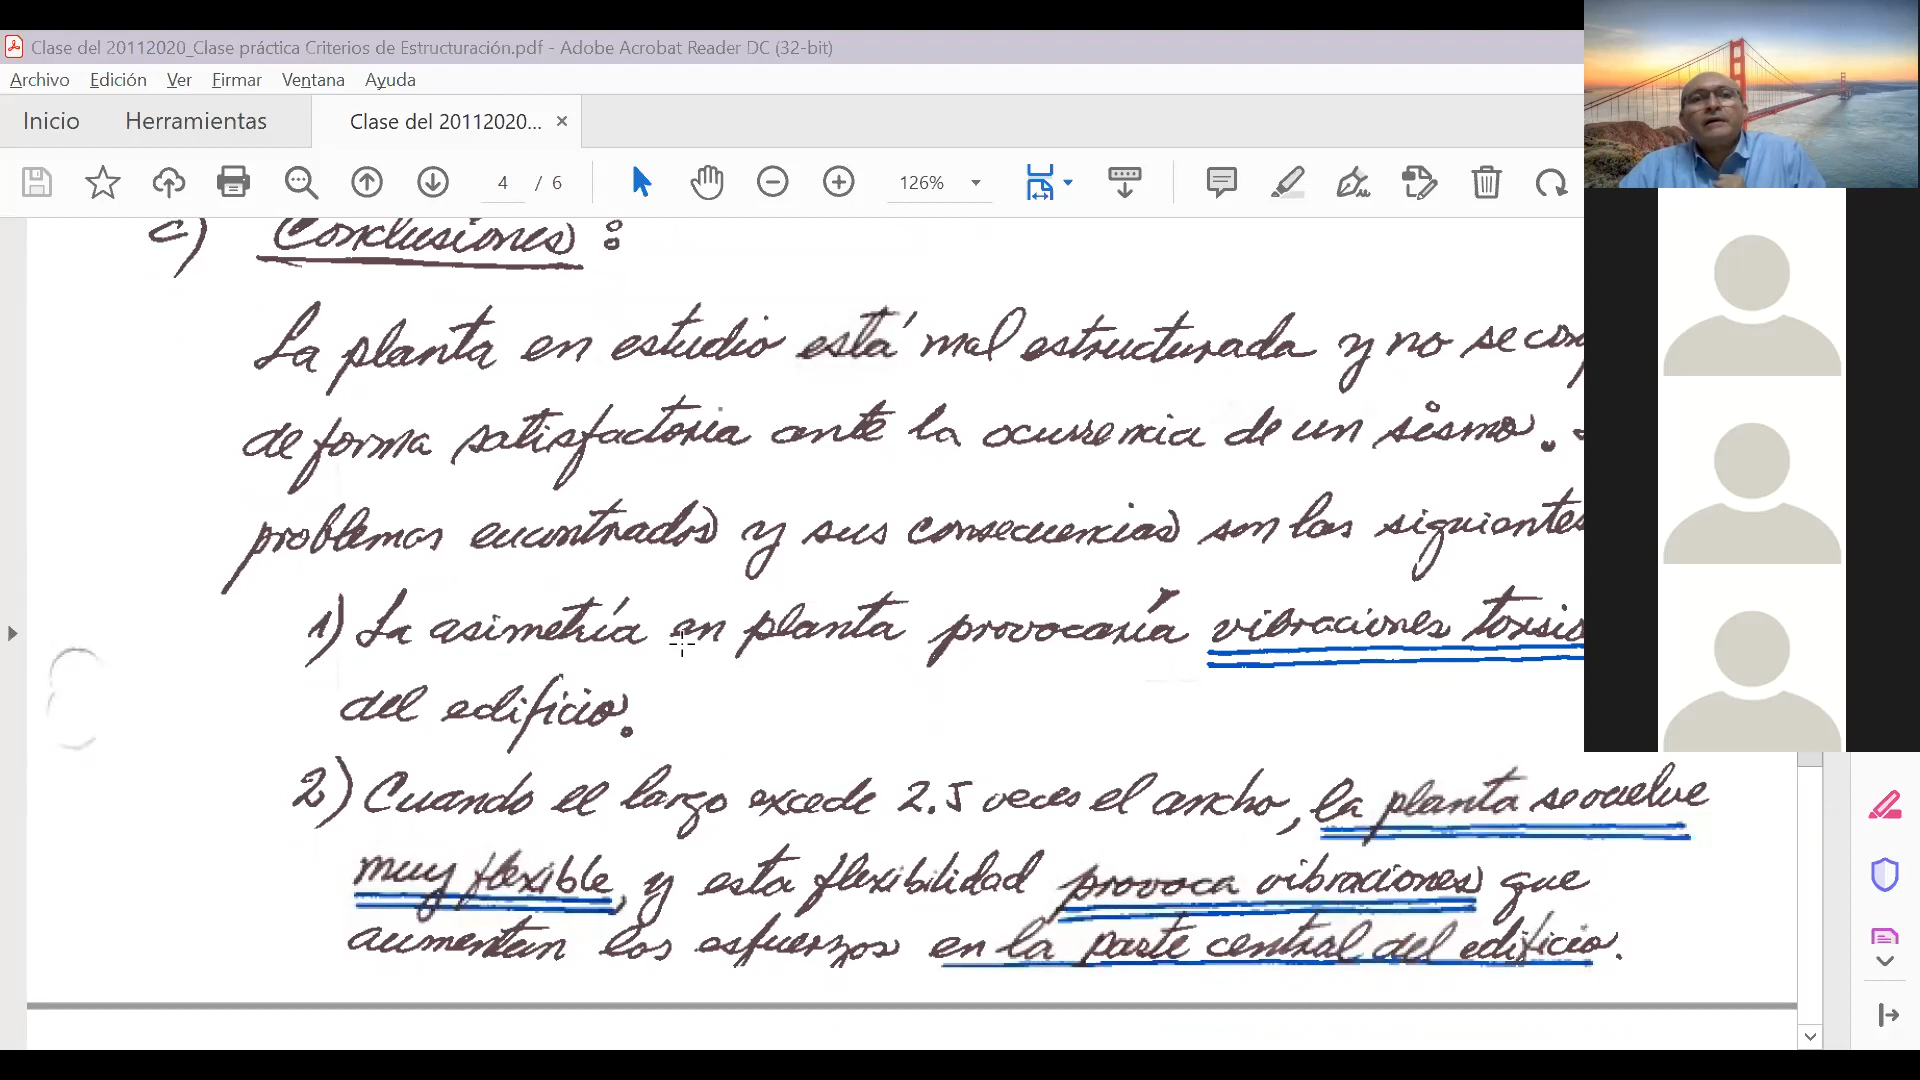 Clase del 20112020_Clase práctica Criterios de Estructuración.pdf - Adobe Acrobat Reader DC (32-bit)
Archivo Edición Ver Firmar Ventana Ayuda
Inicio Herramientas Clase del 20112020... ×
4 / 6 126%
c) Conclusiones :
La planta en estudio está mal estructurada y no se
de forma satisfactoria ante la ocurrencia de un sismo.
problemas encontrados y sus consecuencias son los siguientes
1) La asimetría en planta provocaría vibraciones torsio
del edificio.
2) Cuando el largo excede 2.5 veces el ancho, la planta se vuelve
muy flexible, y esta flexibilidad provoca vibraciones que
aumentan los esfuerzos en la parte central del edificio.